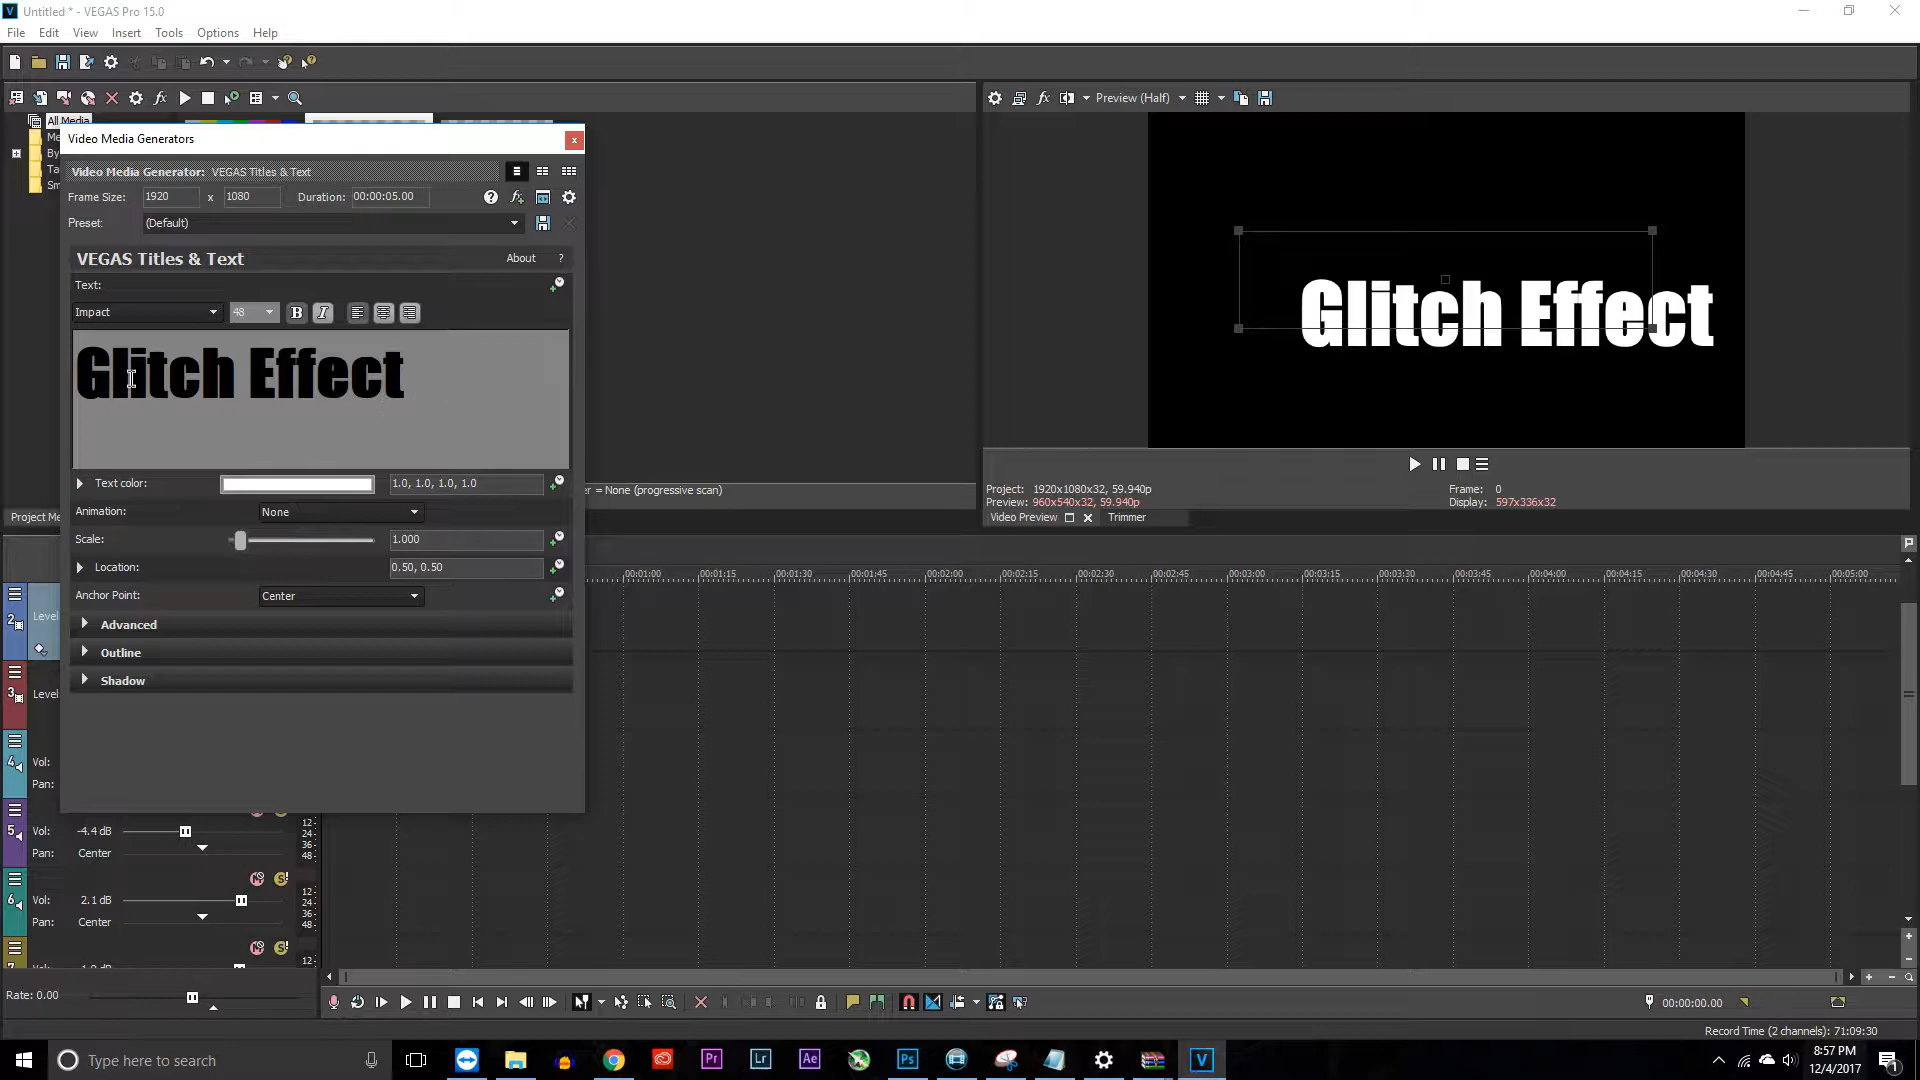 Untitled * - VEGAS Pro 15.0
File Edit View Insert Tools Options Help
Preview (Half)
All Media
Video Media Generators
Video Media Generator: VEGAS Titles & Text
Frame Size: 1920 x 1080 Duration: 00:00:05.00
Preset: (Default)
VEGAS Titles & Text About ?
Text:
Impact 48 B I
Glitch Effect
Glitch Effect
Text color: 1.0, 1.0, 1.0, 1.0
Animation: None
Scale: 1.000
Location: 0.50, 0.50
Anchor Point: Center
Advanced
Outline
Shadow
= None (progressive scan)
Project: 1920x1080x32, 59.940p Frame: 0
Preview: 960x540x32, 59.940p Display: 597x336x32
Video Preview Trimmer
Project Me
00:01:00 00:01:15 00:01:30 00:01:45 00:02:00 00:02:15 00:02:30 00:02:45 00:03:00 00:03:15 00:03:30 00:03:45 00:04:00 00:04:15 00:04:30 00:04:45 00:05:00
2 Level
3 Level
4 Vol:
Pan:
5 Vol: -4.4 dB
Pan: Center
12
24
36
48
6 Vol: 2.1 dB
Pan: Center
12
24
36
48
12
Rate: 0.00
00:00:00.00
Record Time (2 channels): 71:09:30
Type here to search
Pr Lr Ae Ps V
8:57 PM
12/4/2017